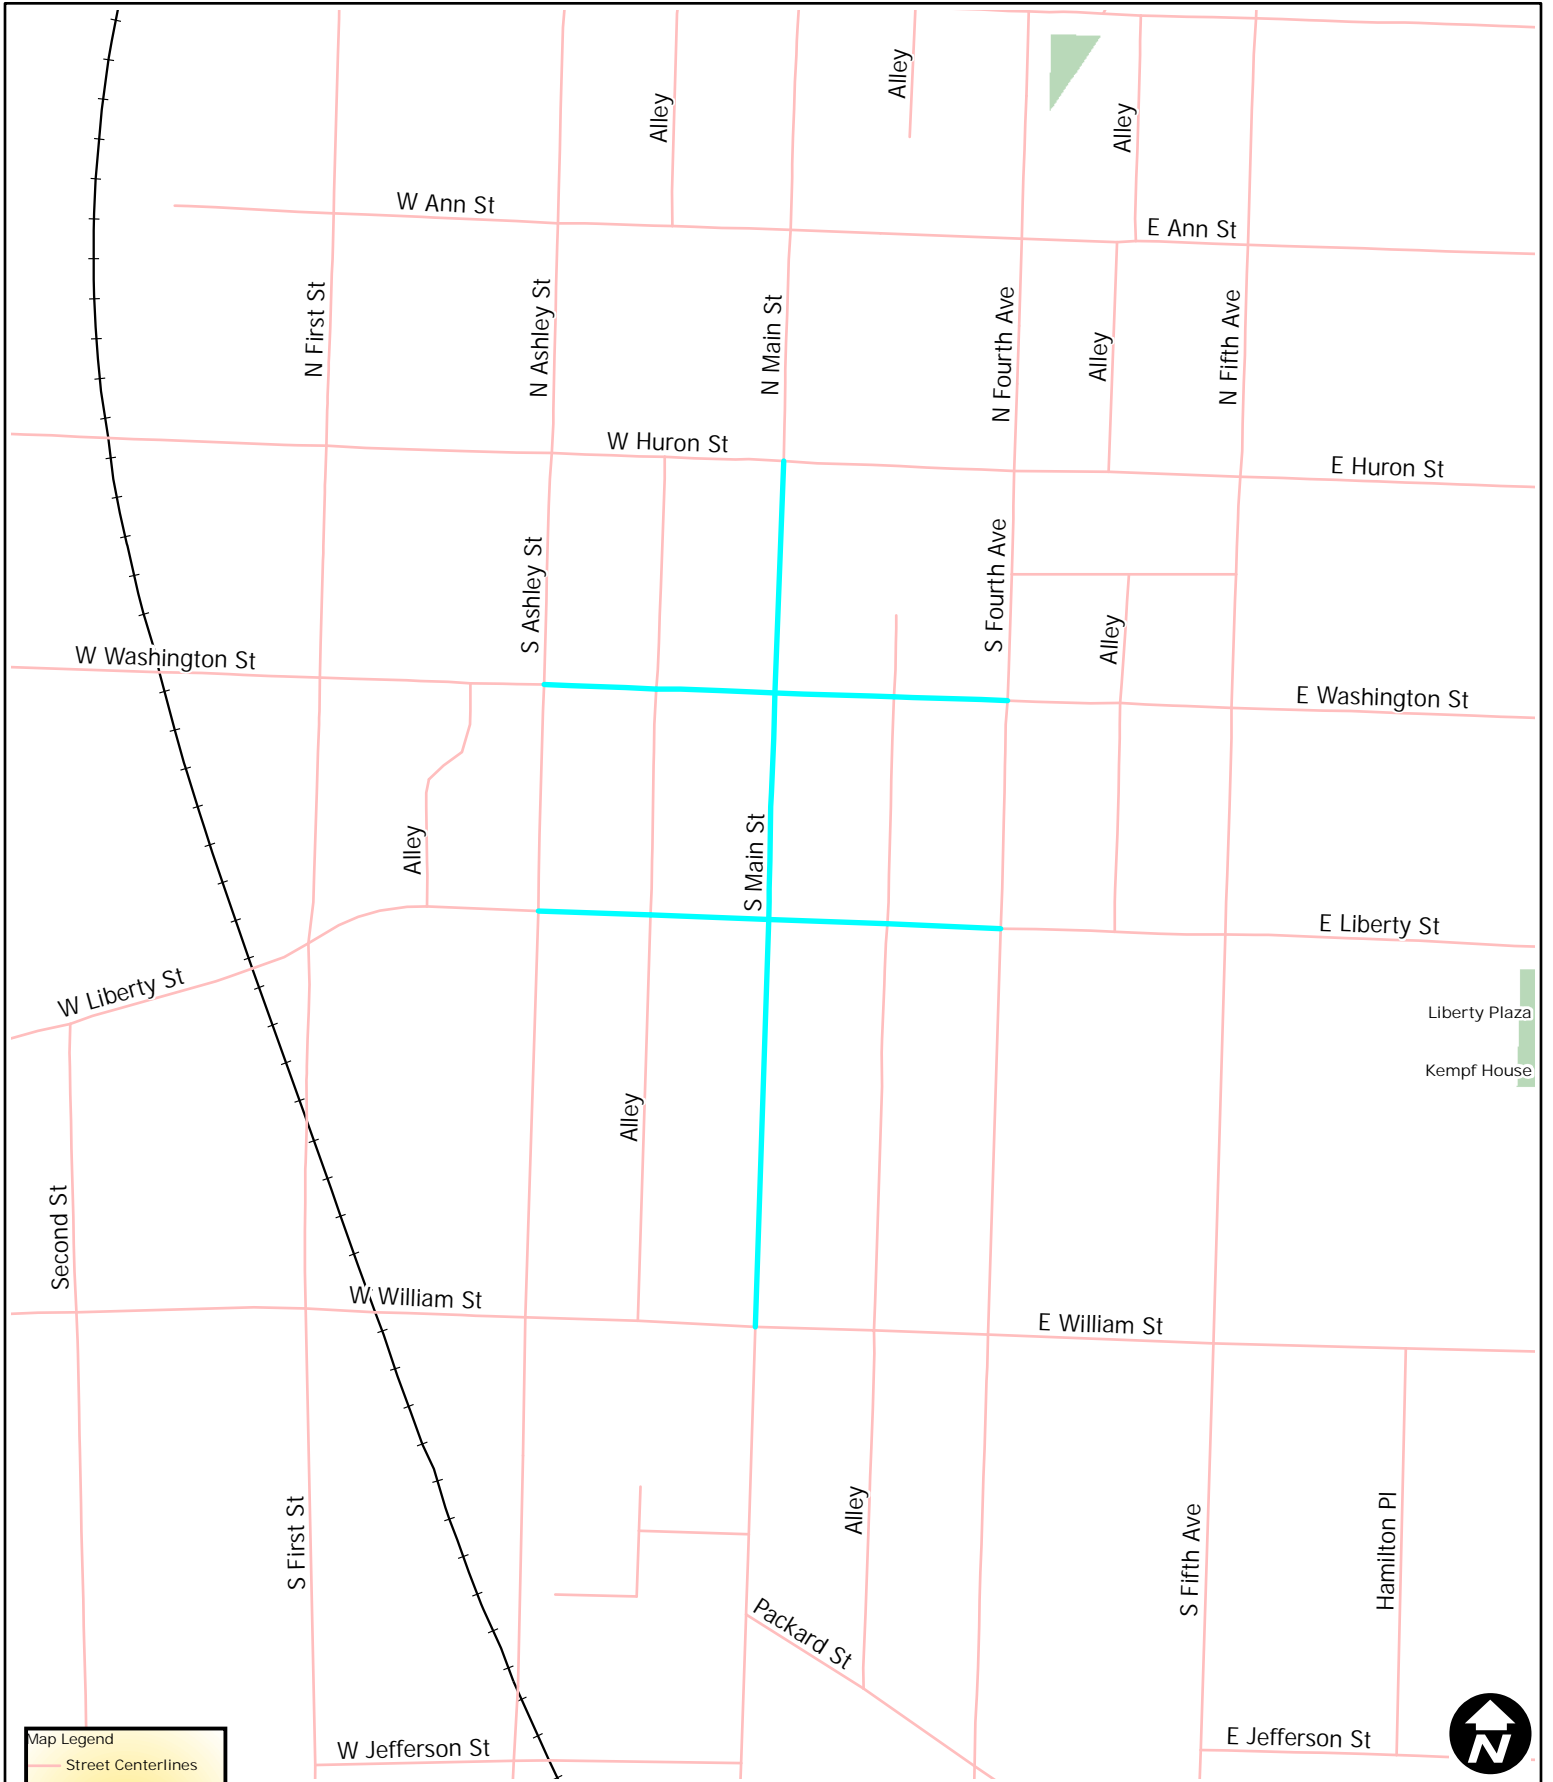 Alley
Alley
Alley
W Ann St
E Ann St
N First St
N Ashley St
N Main St
N Fourth Ave
Alley
N Fifth Ave
W Huron St
E Huron St
S Ashley St
S Fourth Ave
Alley
W Washington St
E Washington St
Alley
S Main St
E Liberty St
W Liberty St
Liberty Plaza
Kempf House
Alley
Second St
W William St
E William St
S First St
Alley
S Fifth Ave
Hamilton Pl
Packard St
W Jefferson St
E Jefferson St
Map Legend
Street Centerlines
N